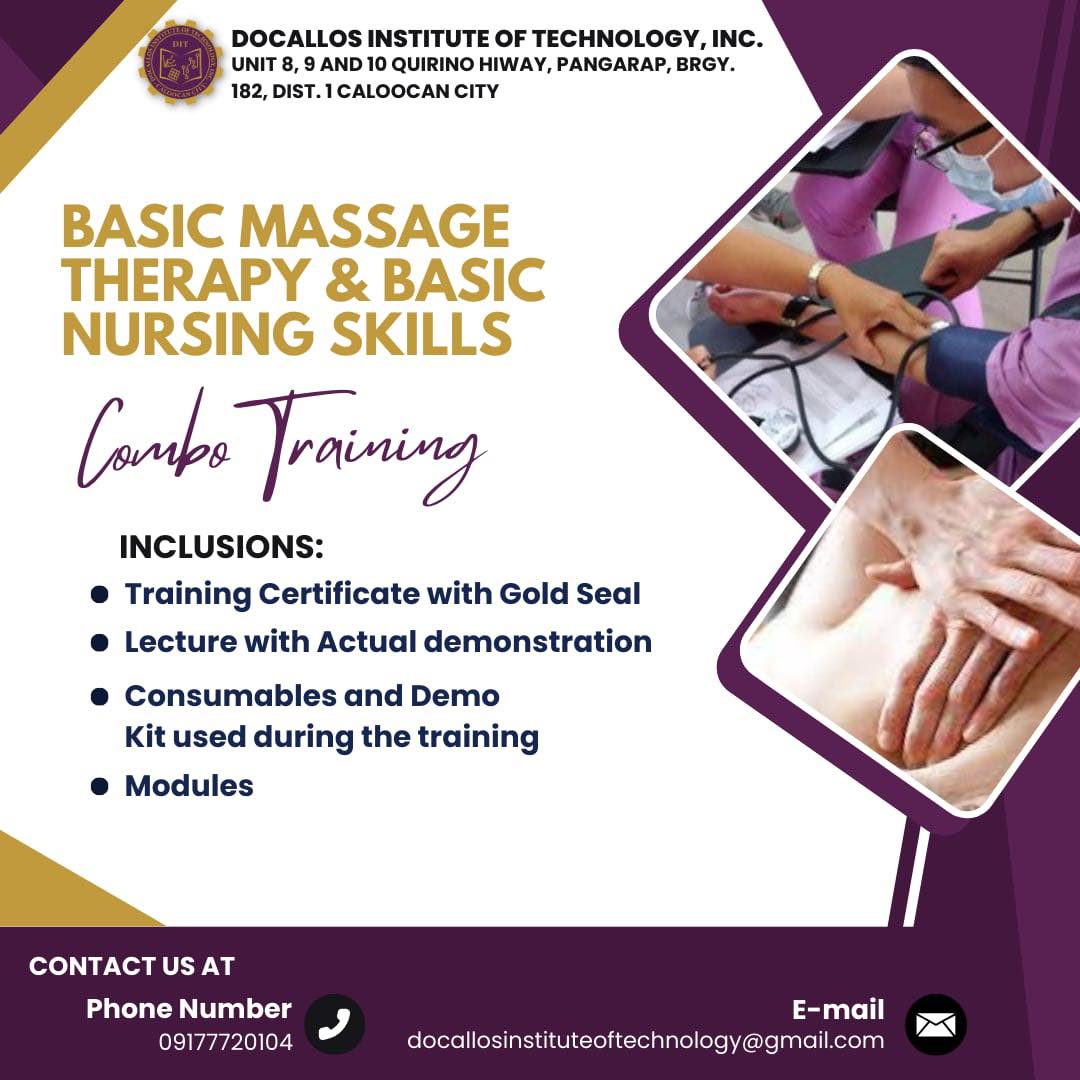 DOCALLOS INSTITUTE OF TECHNOLOGY, INC.
UNIT 8, 9 AND 10 QUIRINO HIWAY, PANGARAP, BRGY.
182, DIST. 1 CALOOCAN CITY
DIT
BASIC MASSAGE
THERAPY & BASIC
NURSING SKILLS
Combo Training
INCLUSIONS:
Training Certificate with Gold Seal
Lecture with Actual demonstration
Consumables and Demo
Kit used during the training
Modules
CONTACT US AT
Phone Number
09177720104
E-mail
docallosinstituteoftechnology@gmail.com